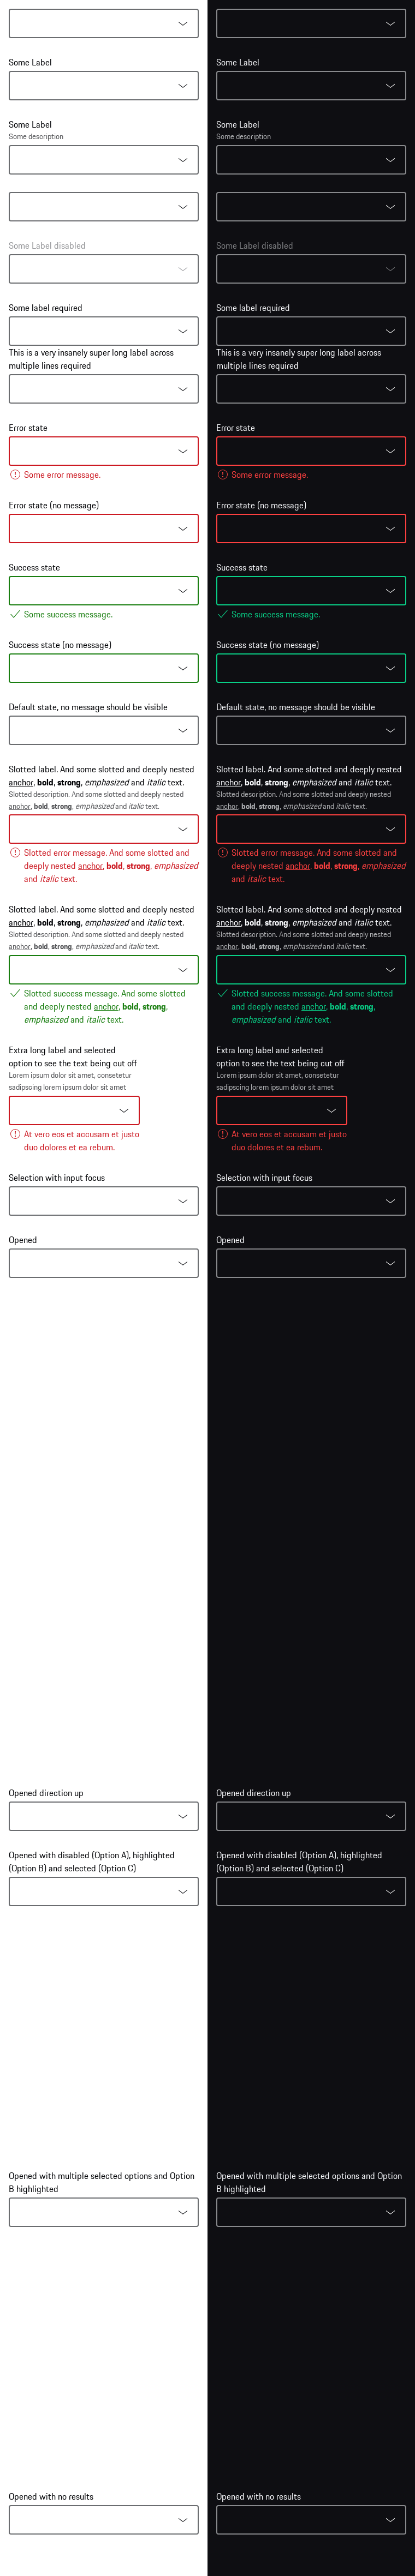 Some Label
Some Label
Some description
Some Label disabled
Some label required
This is a very insanely super long label across
multiple lines required
Error state
Some error message.
Error state (no message)
Success state
Some success message.
Success state (no message)
Default state, no message should be visible
Slotted label. And some slotted and deeply nested
anchor, bold, strong, emphasized and italic text.
Slotted description. And some slotted and deeply nested
anchor, bold, strong, emphasized and italic text.
Slotted error message. And some slotted and
deeply nested anchor, bold, strong, emphasized
and italic text.
Slotted label. And some slotted and deeply nested
anchor, bold, strong, emphasized and italic text.
Slotted description. And some slotted and deeply nested
anchor, bold, strong, emphasized and italic text.
Slotted success message. And some slotted
and deeply nested anchor, bold, strong,
emphasized and italic text.
Extra long label and selected
option to see the text being cut off
Lorem ipsum dolor sit amet, consetetur
sadipscing lorem ipsum dolor sit amet
At vero eos et accusam et justo
duo dolores et ea rebum.
Selection with input focus
Opened
Opened direction up
Opened with disabled (Option A), highlighted
(Option B) and selected (Option C)
Opened with multiple selected options and Option
B highlighted
Opened with no results
Some Label
Some Label
Some description
Some Label disabled
Some label required
This is a very insanely super long label across
multiple lines required
Error state
Some error message.
Error state (no message)
Success state
Some success message.
Success state (no message)
Default state, no message should be visible
Slotted label. And some slotted and deeply nested
anchor, bold, strong, emphasized and italic text.
Slotted description. And some slotted and deeply nested
anchor, bold, strong, emphasized and italic text.
Slotted error message. And some slotted and
deeply nested anchor, bold, strong, emphasized
and italic text.
Slotted label. And some slotted and deeply nested
anchor, bold, strong, emphasized and italic text.
Slotted description. And some slotted and deeply nested
anchor, bold, strong, emphasized and italic text.
Slotted success message. And some slotted
and deeply nested anchor, bold, strong,
emphasized and italic text.
Extra long label and selected
option to see the text being cut off
Lorem ipsum dolor sit amet, consetetur
sadipscing lorem ipsum dolor sit amet
At vero eos et accusam et justo
duo dolores et ea rebum.
Selection with input focus
Opened
Opened direction up
Opened with disabled (Option A), highlighted
(Option B) and selected (Option C)
Opened with multiple selected options and Option
B highlighted
Opened with no results